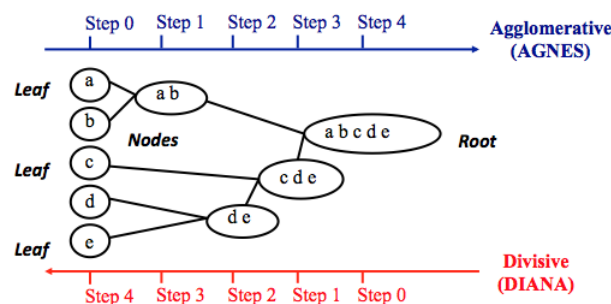 Step 0 Step 1 Step 2 Step 3 Step 4
Agglomerative
(AGNES)
Leaf
a
a b
b
Nodes
a b c d e
Root
Leaf
c
c d e
d
d e
Leaf
e
Divisive
(DIANA)
Step 4 Step 3 Step 2 Step 1 Step 0